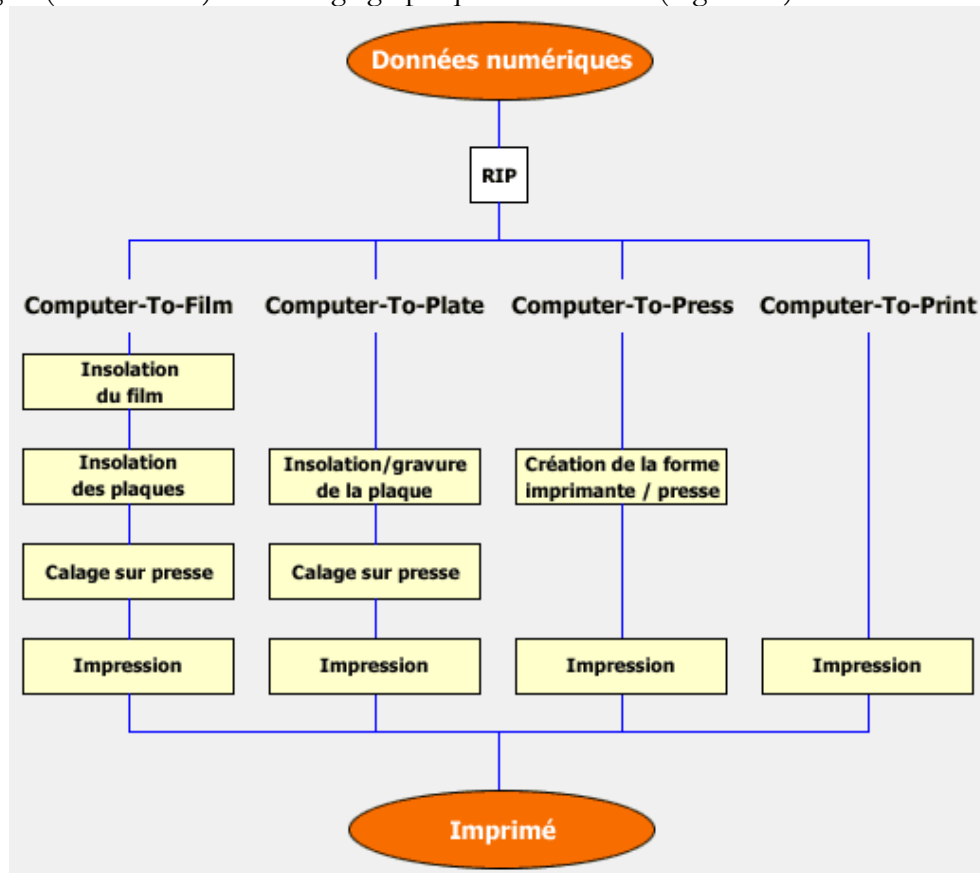 Données numériques
RIP
Computer-To-Film
Computer-To-Plate
Computer-To-Press
Computer-To-Print
Insolation
du film
Insolation
des plaques
Insolation/gravure
de la plaque
Création de la forme
imprimante / presse
Calage sur presse
Calage sur presse
Impression
Impression
Impression
Impression
Imprimé